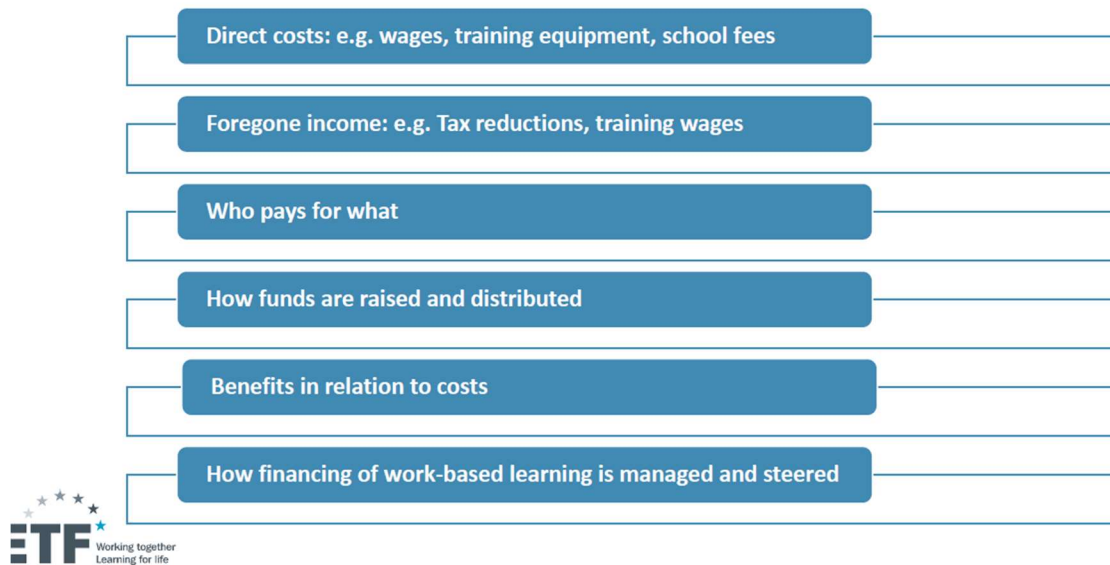 Direct costs: e.g. wages, training equipment, school fees
Foregone income: e.g. Tax reductions, training wages
Who pays for what
How funds are raised and distributed
Benefits in relation to costs
How financing of work-based learning is managed and steered
ETF
Working together
Learning for life